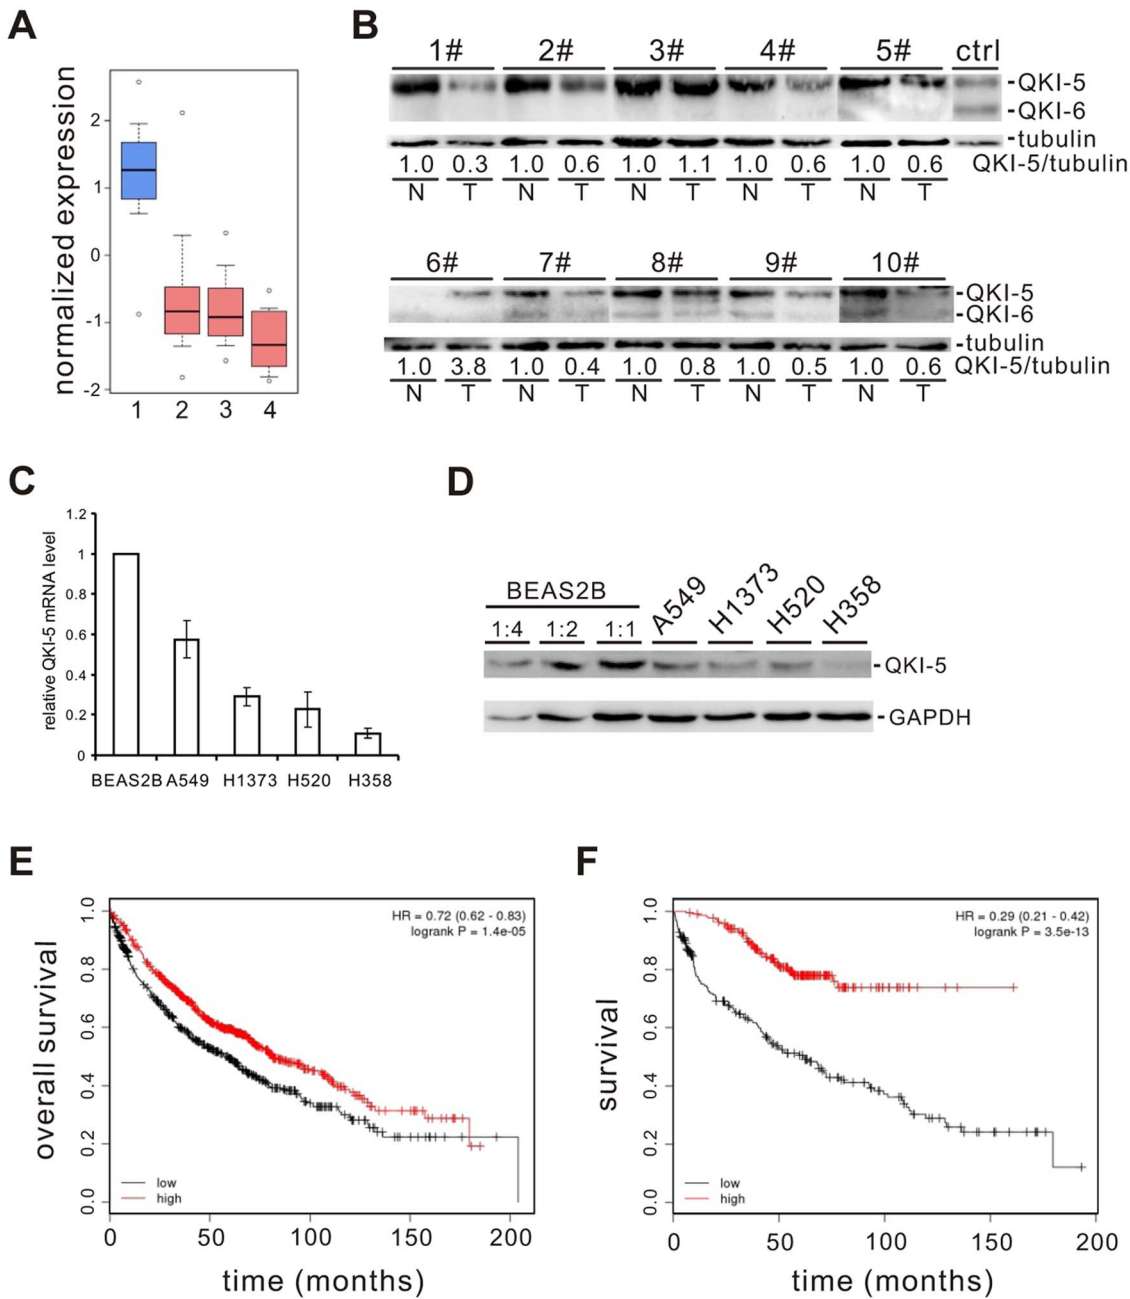 A
normalized expression
2
1
0
-1
-2
1 2 3 4
B
1# 2# 3# 4# 5# ctrl
-QKI-5
-QKI-6
-tubulin
1.0 0.3 1.0 0.6 1.0 1.1 1.0 0.6 1.0 0.6 QKI-5/tubulin
N T N T N T N T N T
6# 7# 8# 9# 10#
-QKI-5
-QKI-6
-tubulin
1.0 3.8 1.0 0.4 1.0 0.8 1.0 0.5 1.0 0.6 QKI-5/tubulin
N T N T N T N T N T
C
relative QKI-5 mRNA level
1.2
1
0.8
0.6
0.4
0.2
0
BEAS2B A549 H1373 H520 H358
D
BEAS2B A549 H1373 H520 H358
1:4 1:2 1:1
-QKI-5
-GAPDH
E
overall survival
1.0
0.8
0.6
0.4
0.2
0.0
HR = 0.72 (0.62 - 0.83)
logrank P = 1.4e-05
low
high
0 50 100 150 200
time (months)
F
survival
1.0
0.8
0.6
0.4
0.2
0.0
HR = 0.29 (0.21 - 0.42)
logrank P = 3.5e-13
low
high
0 50 100 150 200
time (months)